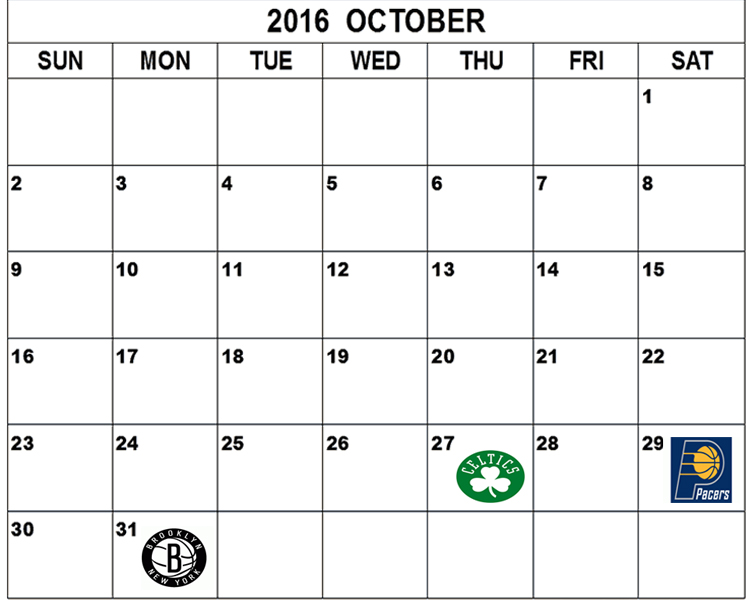 2016 OCTOBER
SUN MON TUE WED THU FRI SAT
1
2 3 4 5 6 7 8
9 10 11 12 13 14 15
16 17 18 19 20 21 22
23 24 25 26 27 28 29
CELTICS
Pacers
30 31
BROOKLYN
B
NEW YORK